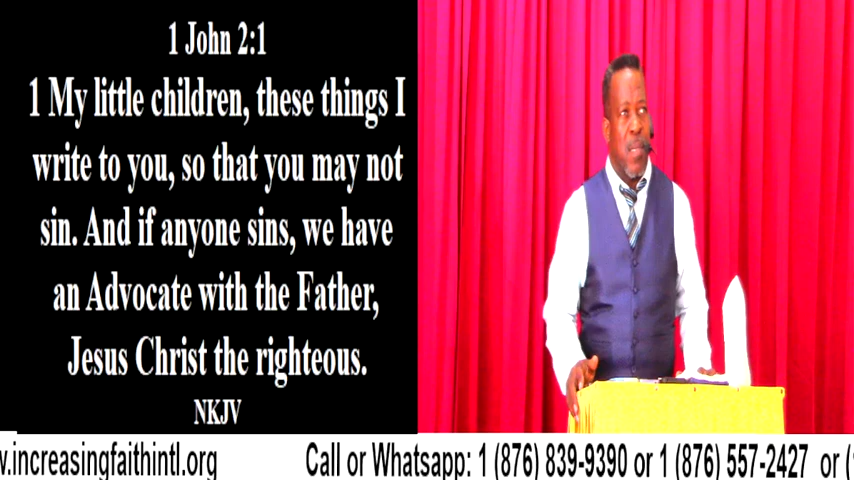 1 John 2:1
1 My little children, these things I
write to you, so that you may not
sin. And if anyone sins, we have
an Advocate with the Father,
Jesus Christ the righteous.
NKJV
.increasingfaithintl.org Call or Whatsapp: 1 (876) 839-9390 or 1 (876) 557-2427 or (